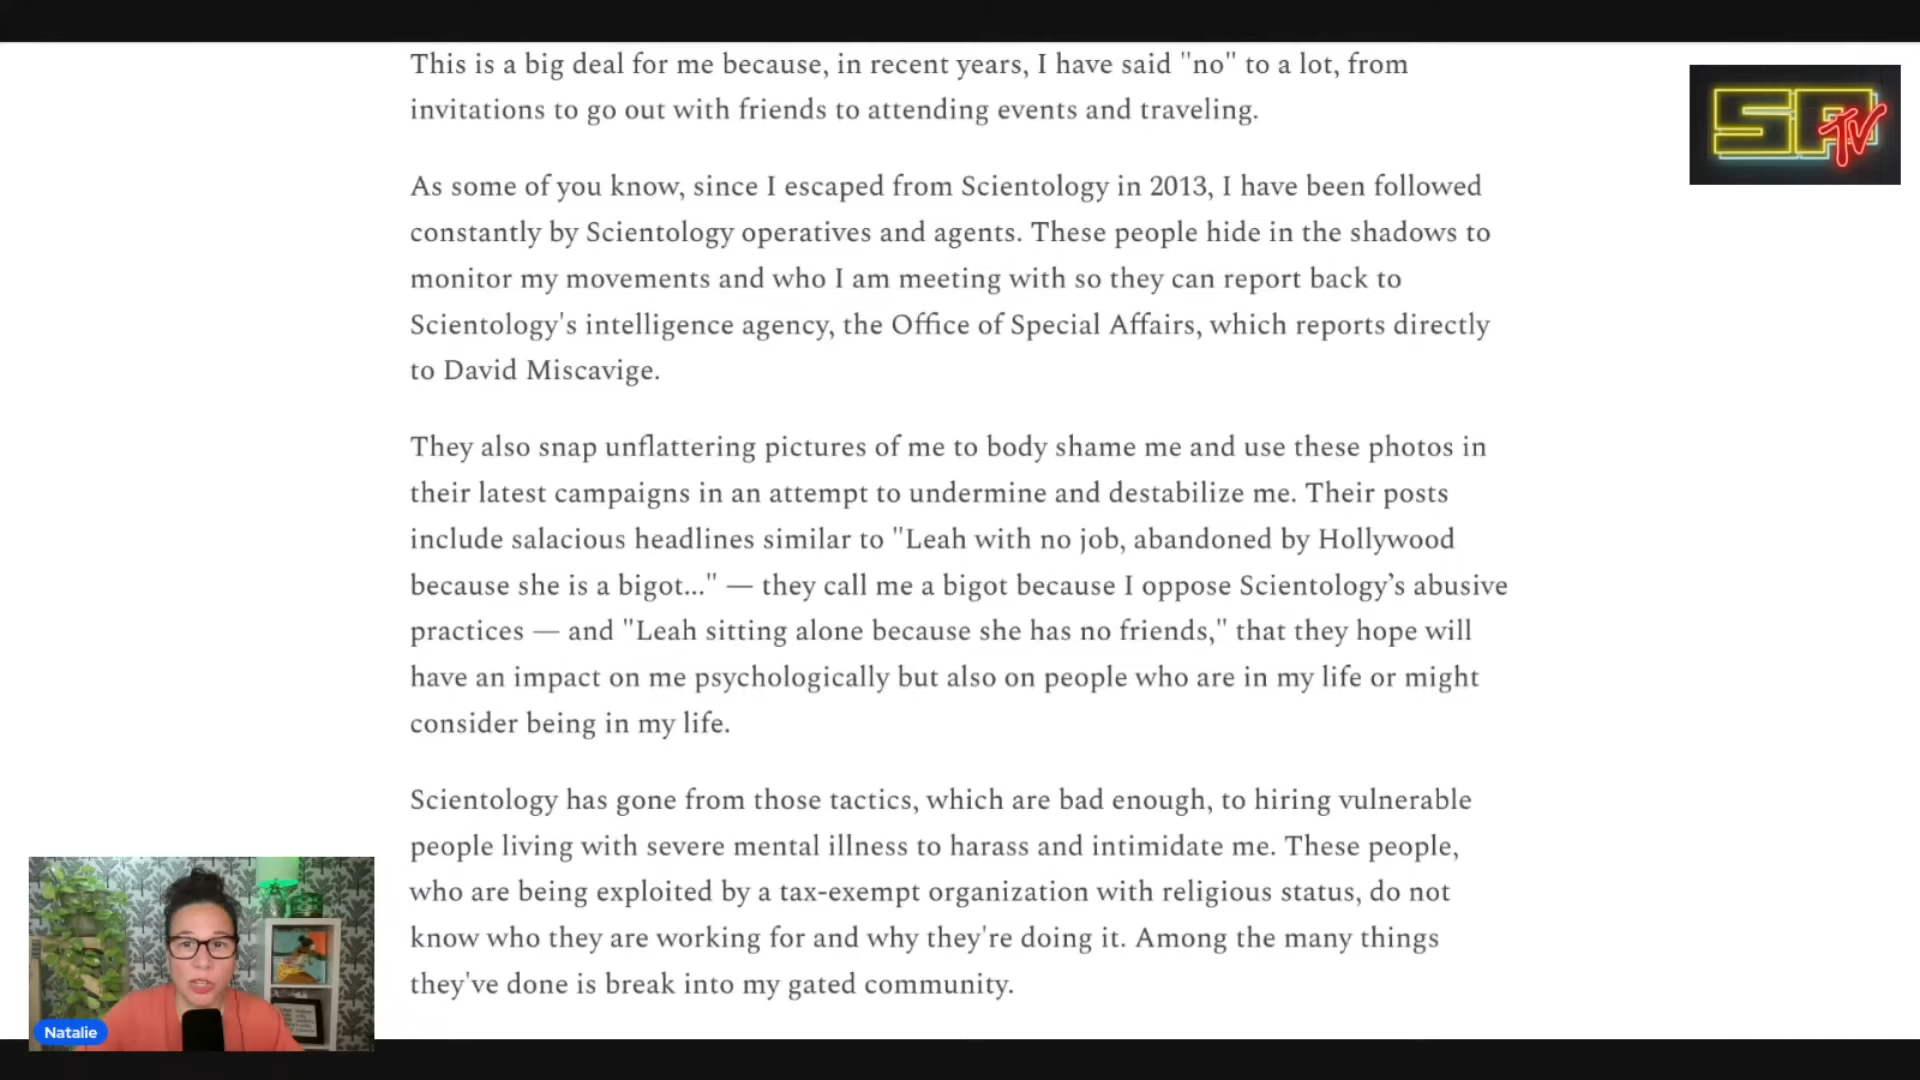 This is a big deal for me because, in recent years, I have said "no" to a lot, from
invitations to go out with friends to attending events and traveling.
As some of you know, since I escaped from Scientology in 2013, I have been followed
constantly by Scientology operatives and agents. These people hide in the shadows to
monitor my movements and who I am meeting with so they can report back to
Scientology's intelligence agency, the Office of Special Affairs, which reports directly
to David Miscavige.
They also snap unflattering pictures of me to body shame me and use these photos in
their latest campaigns in an attempt to undermine and destabilize me. Their posts
include salacious headlines similar to "Leah with no job, abandoned by Hollywood
because she is a bigot..." — they call me a bigot because I oppose Scientology’s abusive
practices — and "Leah sitting alone because she has no friends," that they hope will
have an impact on me psychologically but also on people who are in my life or might
consider being in my life.
Scientology has gone from those tactics, which are bad enough, to hiring vulnerable
people living with severe mental illness to harass and intimidate me. These people,
who are being exploited by a tax-exempt organization with religious status, do not
know who they are working for and why they're doing it. Among the many things
they've done is break into my gated community.
SPTV
Natalie